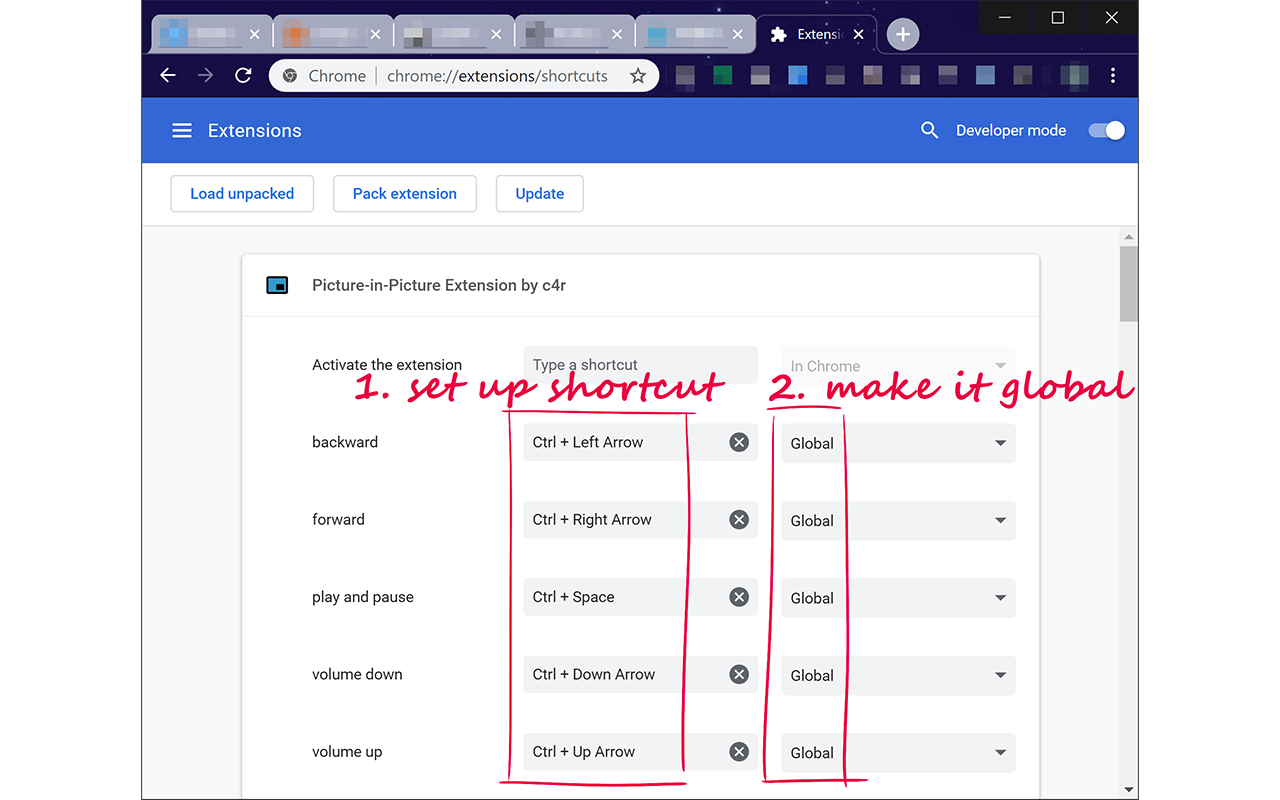 Extensi
Chrome chrome://extensions/shortcuts
Extensions Developer mode
Load unpacked Pack extension Update
Picture-in-Picture Extension by c4r
Activate the extension Type a shortcut In Chrome
1. set up shortcut 2. make it global
backward Ctrl + Left Arrow Global
forward Ctrl + Right Arrow Global
play and pause Ctrl + Space Global
volume down Ctrl + Down Arrow Global
volume up Ctrl + Up Arrow Global